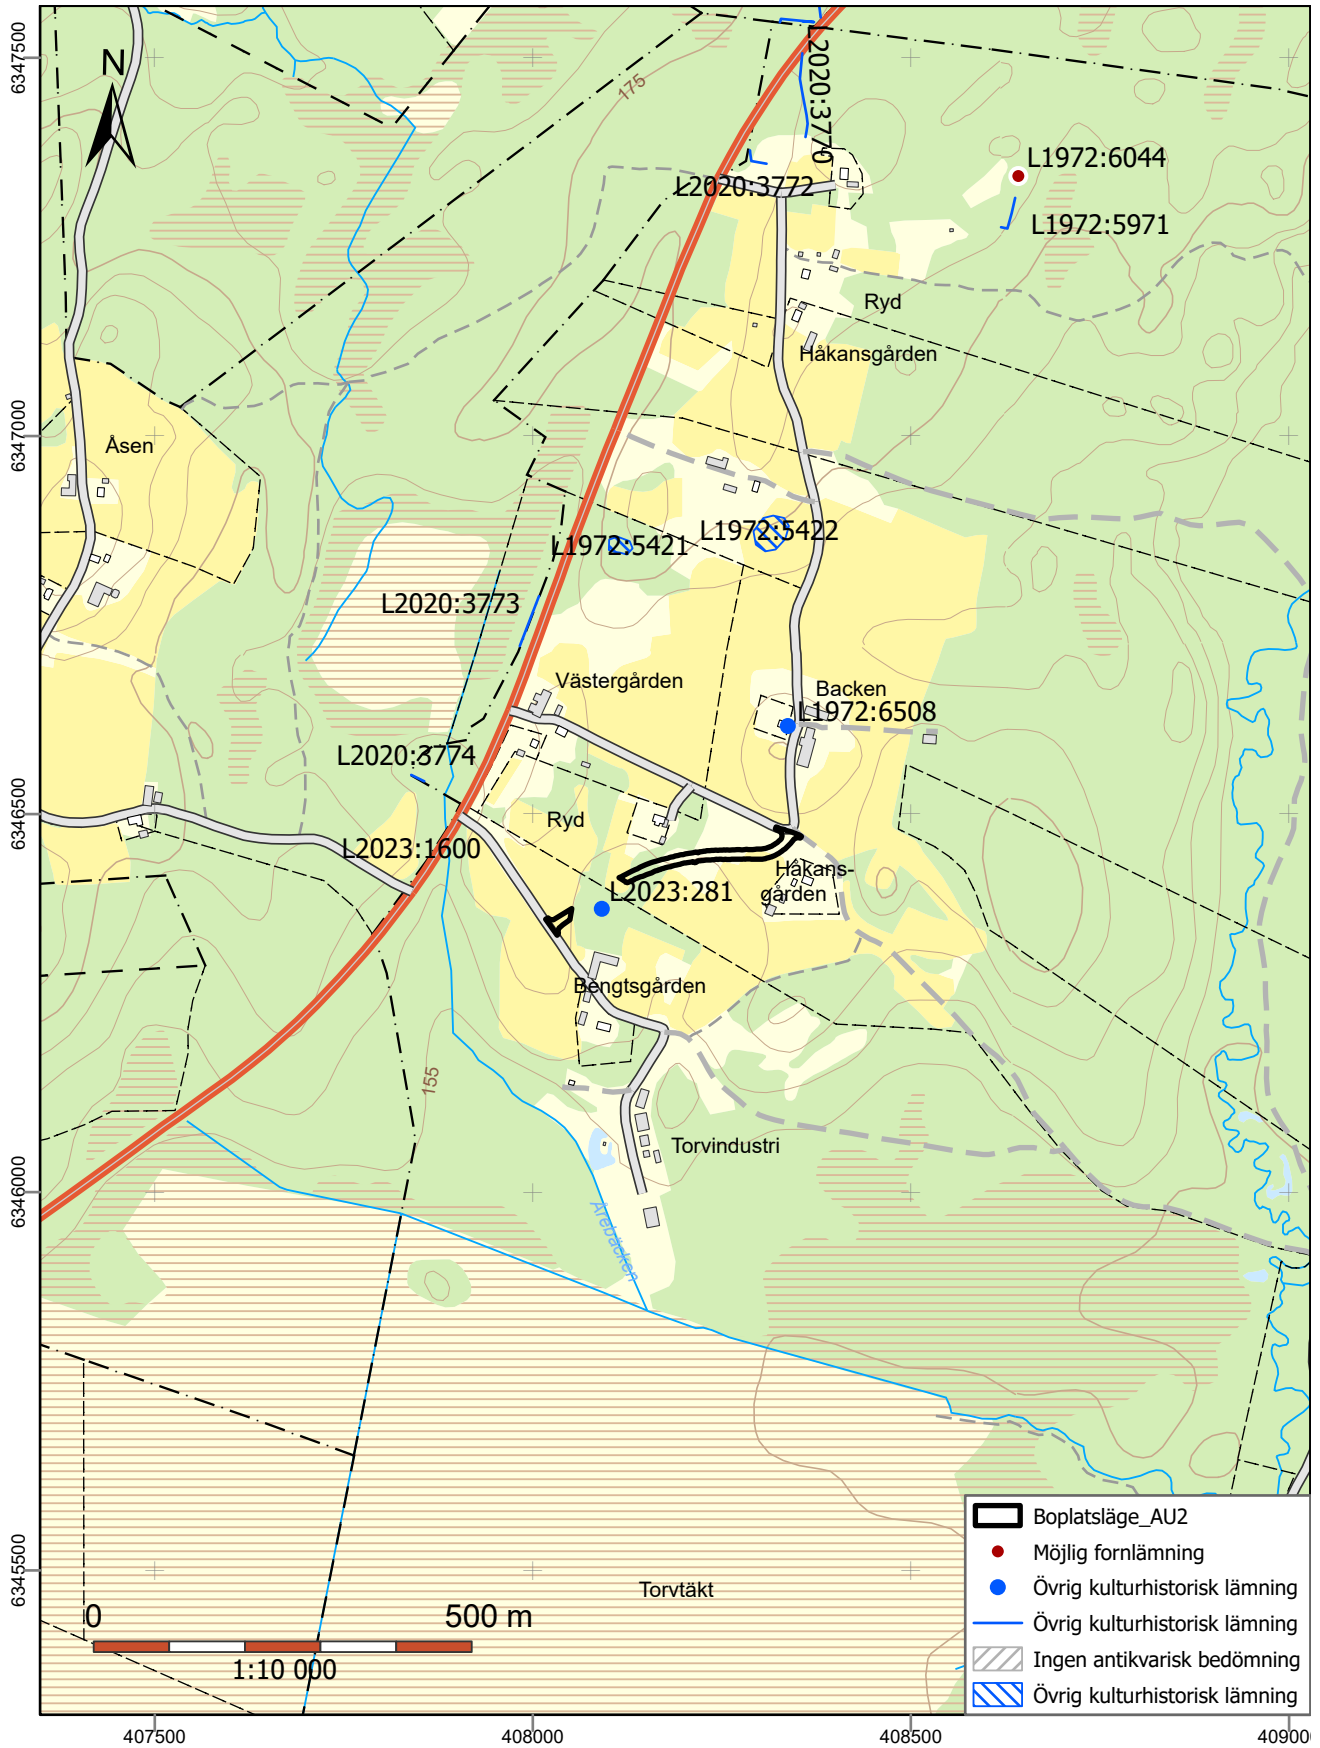 6347500
N
175
L2020:3770
L1972:6044
L2020:3772
L1972:5971
Ryd
Håkansgården
6347000
Åsen
L1972:5422
L1972:5421
L2020:3773
Västergården
Backen
L1972:6508
L2020:3774
6346500
Ryd
L2023:1600
Håkans-
gården
L2023:281
Bengtsgården
155
Torvindustri
6346000
Arebäcken
Boplatsläge_AU2
Möjlig fornlämning
Övrig kulturhistorisk lämning
Övrig kulturhistorisk lämning
Ingen antikvarisk bedömning
Övrig kulturhistorisk lämning
6345500
Torvtäkt
0 500 m
1:10 000
407500 408000 408500 40900